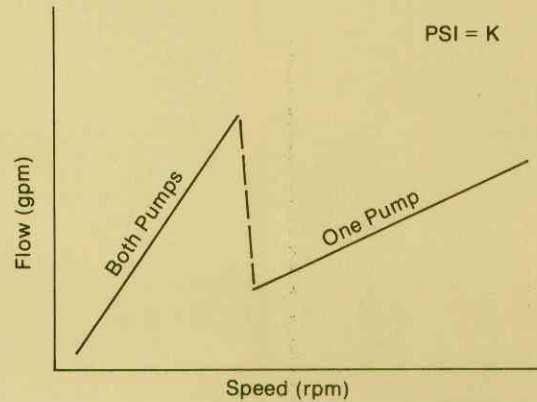 PSI = K
Both Pumps
One Pump
Flow (gpm)
Speed (rpm)